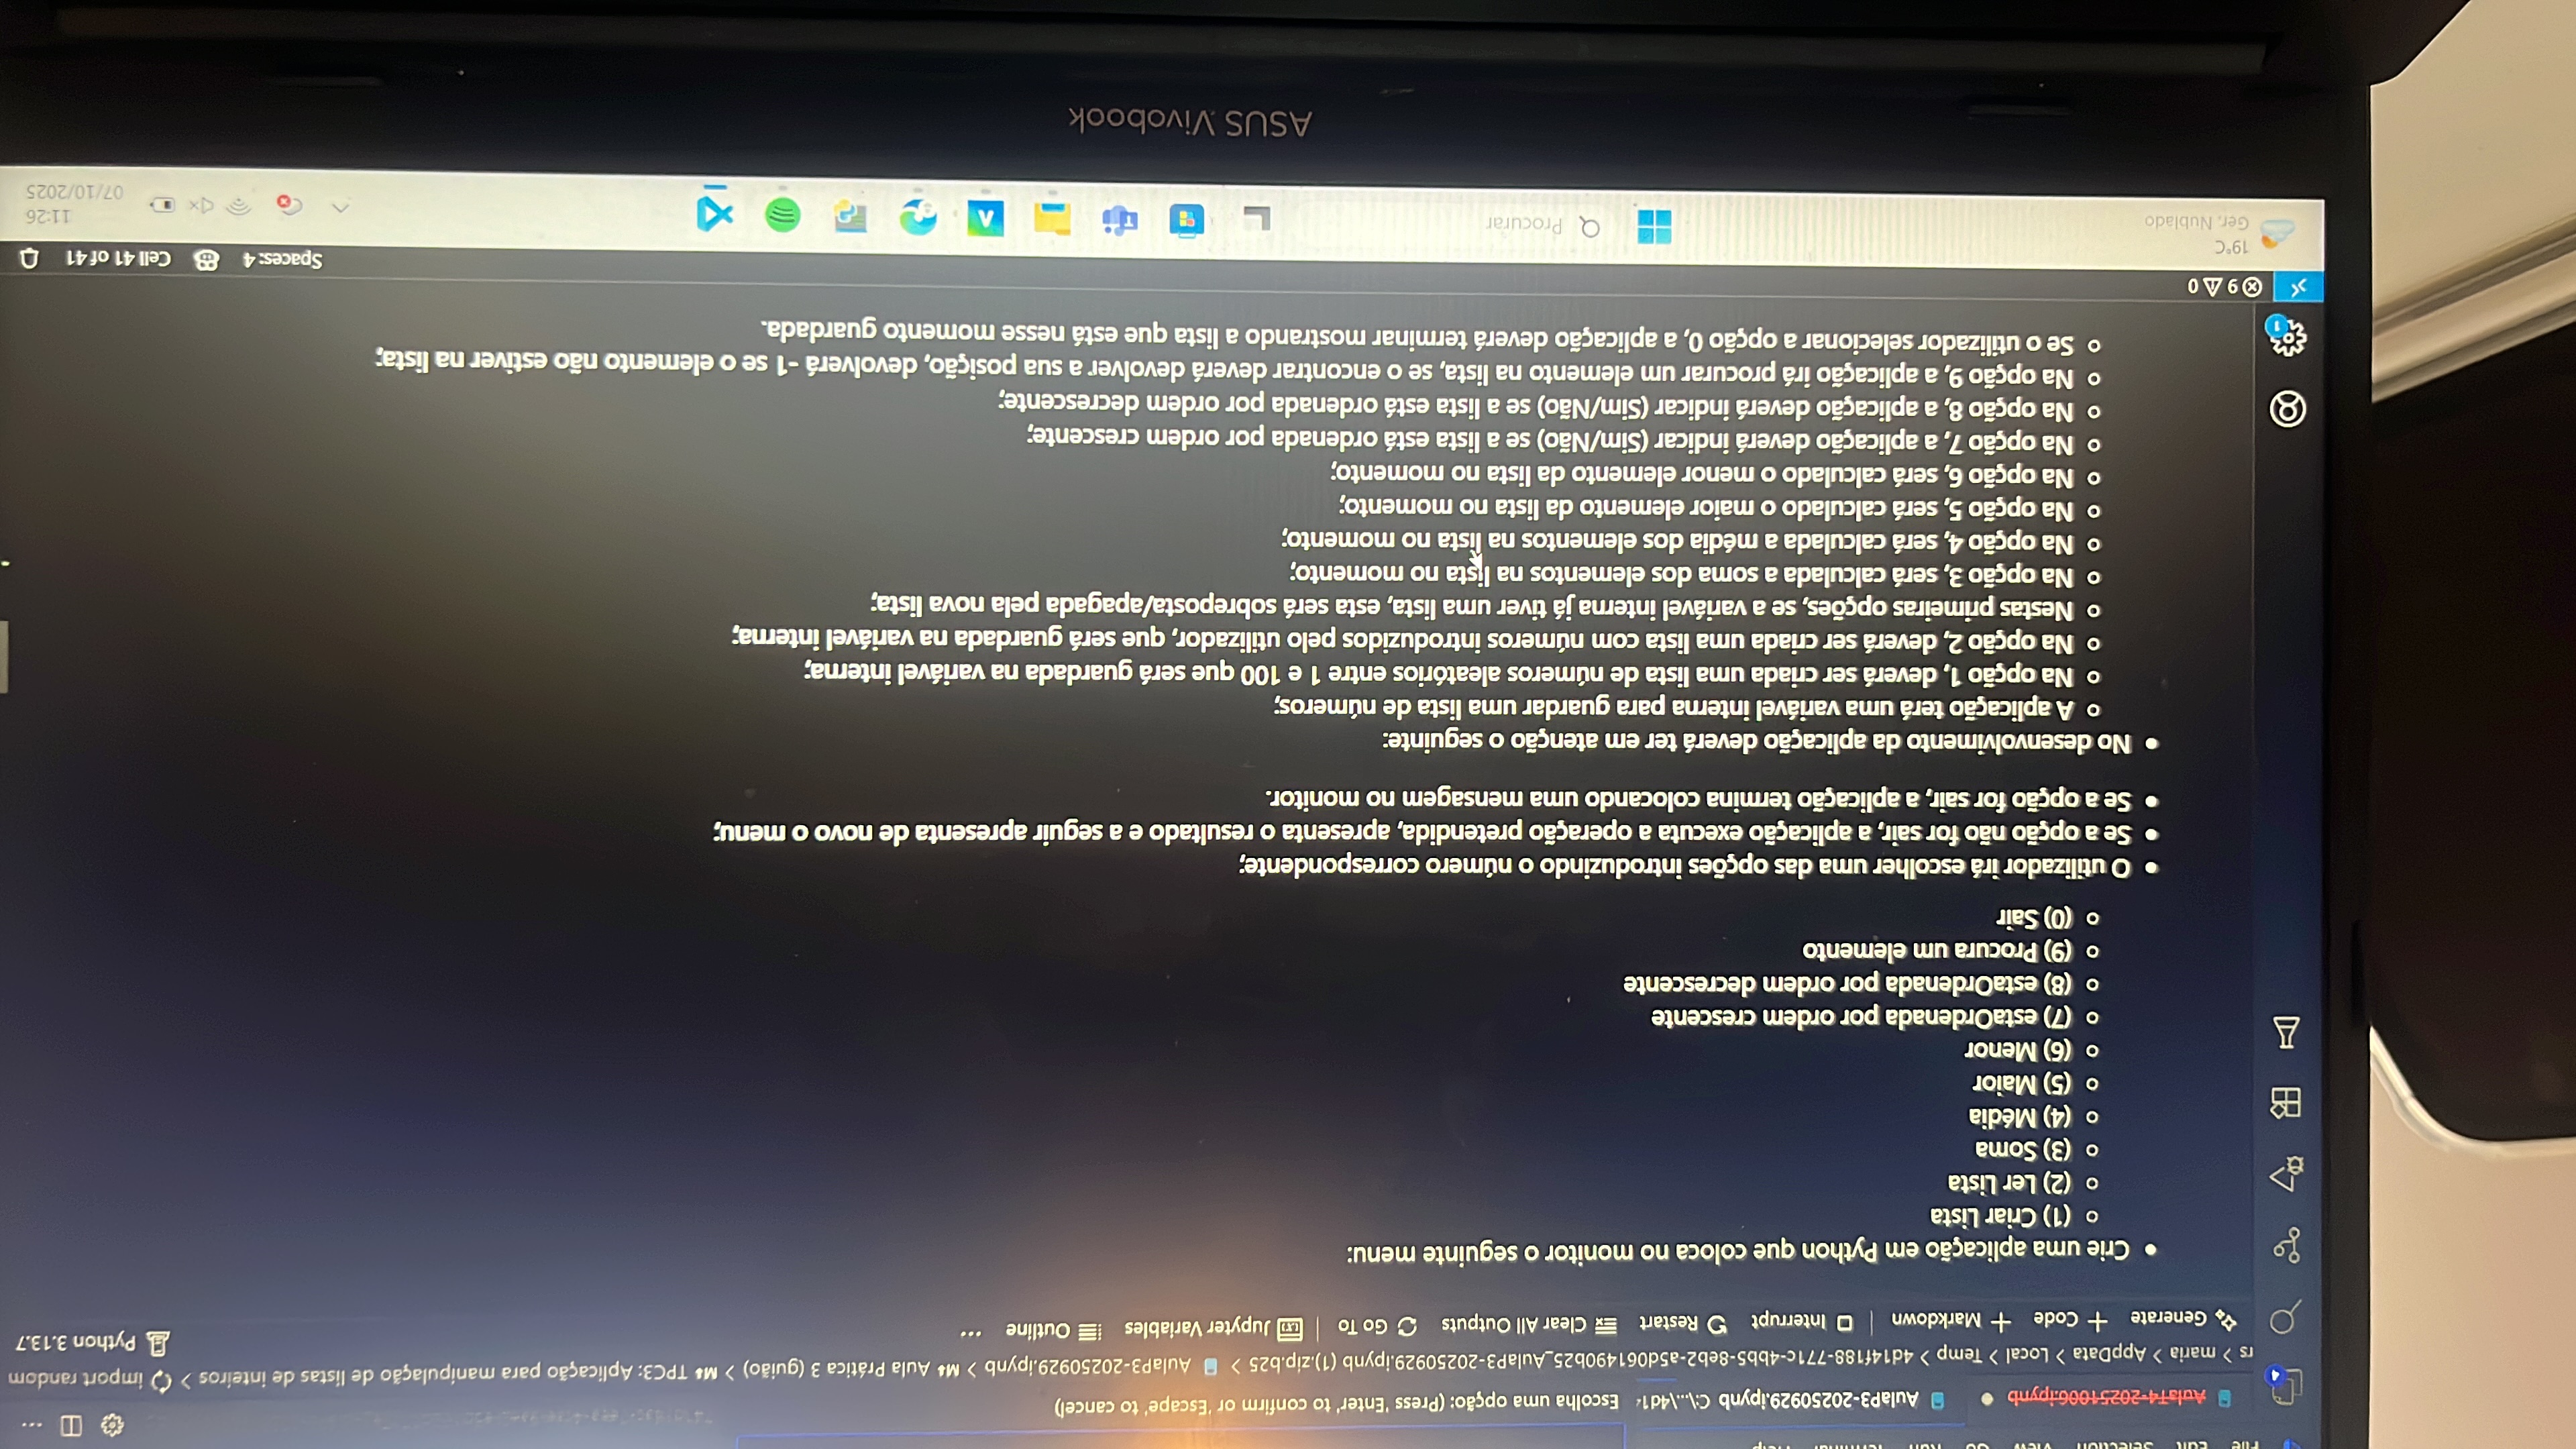 File Edit Selection View Go Run Terminal Help
AulaT4-20251006.ipynb
AulaP3-20250929.ipynb C:\...\4d14
Escolha uma opção: (Press 'Enter' to confirm or 'Escape' to cancel)
rs > maria > AppData > Local > Temp > 4d14f188-771c-4bb5-8eb2-a5d061490b25_AulaP3-20250929.ipynb (1).zip.b25 > AulaP3-20250929.ipynb > M↓ Aula Prática 3 (guião) > M↓ TPC3: Aplicação para manipulação de listas de inteiros > import random
Generate + Code + Markdown | Interrupt Restart Clear All Outputs Go To | Jupyter Variables Outline ...
Python 3.13.7
4
• Crie uma aplicação em Python que coloca no monitor o seguinte menu:
(1) Criar Lista
(2) Ler Lista
(3) Soma
(4) Média
(5) Maior
(6) Menor
(7) estaOrdenada por ordem crescente
(8) estaOrdenada por ordem decrescente
(9) Procura um elemento
(0) Sair
• O utilizador irá escolher uma das opções introduzindo o número correspondente;
• Se a opção não for sair, a aplicação executa a operação pretendida, apresenta o resultado e a seguir apresenta de novo o menu;
• Se a opção for sair, a aplicação termina colocando uma mensagem no monitor.
• No desenvolvimento da aplicação deverá ter em atenção o seguinte:
A aplicação terá uma variável interna para guardar uma lista de números;
Na opção 1, deverá ser criada uma lista de números aleatórios entre 1 e 100 que será guardada na variável interna;
Na opção 2, deverá ser criada uma lista com números introduzidos pelo utilizador, que será guardada na variável interna;
Nestas primeiras opções, se a variável interna já tiver uma lista, esta será sobreposta/apagada pela nova lista;
Na opção 3, será calculada a soma dos elementos na lista no momento;
Na opção 4, será calculada a média dos elementos na lista no momento;
Na opção 5, será calculado o maior elemento da lista no momento;
Na opção 6, será calculado o menor elemento da lista no momento;
Na opção 7, a aplicação deverá indicar (Sim/Não) se a lista está ordenada por ordem crescente;
Na opção 8, a aplicação deverá indicar (Sim/Não) se a lista está ordenada por ordem decrescente;
Na opção 9, a aplicação irá procurar um elemento na lista, se o encontrar deverá devolver a sua posição, devolverá -1 se o elemento não estiver na lista;
Se o utilizador selecionar a opção 0, a aplicação deverá terminar mostrando a lista que está nesse momento guardada.
1
9 0
Spaces: 4 Cell 41 of 41
19°C
Ger. Nublado
Procurar
11:26
07/10/2025
ASUS Vivobook